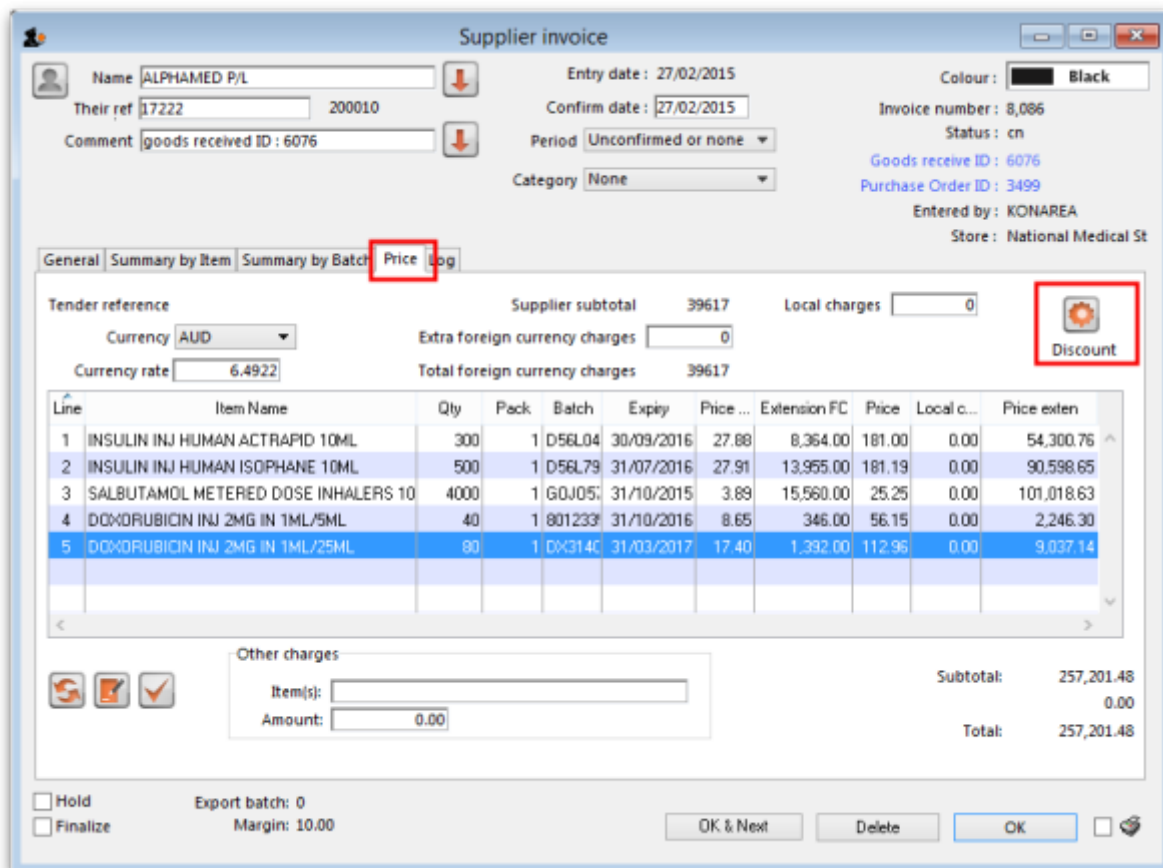 Supplier invoice
Name ALPHAMED P/L
Entry date : 27/02/2015
Colour : Black
Their ref 17222 200010
Confirm date : 27/02/2015
Invoice number : 8,086
Comment goods received ID : 6076
Period Unconfirmed or none
Status : cn
Goods receive ID : 6076
Category None
Purchase Order ID : 3499
Entered by : KONAREA
Store : National Medical St
General Summary by Item Summary by Batch Price Log
Tender reference
Supplier subtotal 39617
Local charges 0
Currency AUD
Extra foreign currency charges 0
Discount
Currency rate 6.4922
Total foreign currency charges 39617
Line Item Name Qty Pack Batch Expiry Price ... Extension FC Price Local c... Price exten
1 INSULIN INJ HUMAN ACTRAPID 10ML 300 1 D56L04 30/09/2016 27.88 8,364.00 181.00 0.00 54,300.76
2 INSULIN INJ HUMAN ISOPHANE 10ML 500 1 D56L79 31/07/2016 27.91 13,955.00 181.19 0.00 90,598.65
3 SALBUTAMOL METERED DOSE INHALERS 10 4000 1 31/10/2015 3.89 15,560.00 25.25 0.00 101,018.63
4 DOXORUBICIN INJ 2MG IN 1ML/5ML 40 1 31/10/2016 8.65 346.00 56.15 0.00 2,246.30
5 DOXORUBICIN INJ 2MG IN 1ML/25ML 80 1 31/03/2017 17.40 1,392.00 112.96 0.00 9,037.14
Other charges
Item(s):
Amount: 0.00
Subtotal: 257,201.48
0.00
Total: 257,201.48
Hold
Export batch: 0
Finalize
Margin: 10.00
OK & Next Delete OK